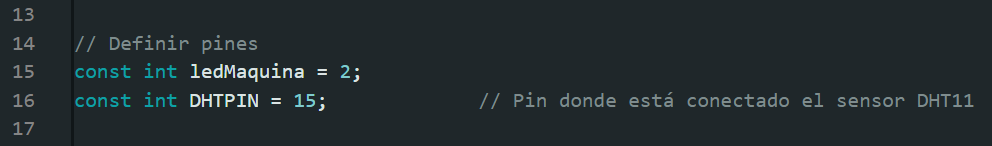 13
14 // Definir pines
15 const int ledMaquina = 2;
16 const int DHTPIN = 15; // Pin donde está conectado el sensor DHT11
17